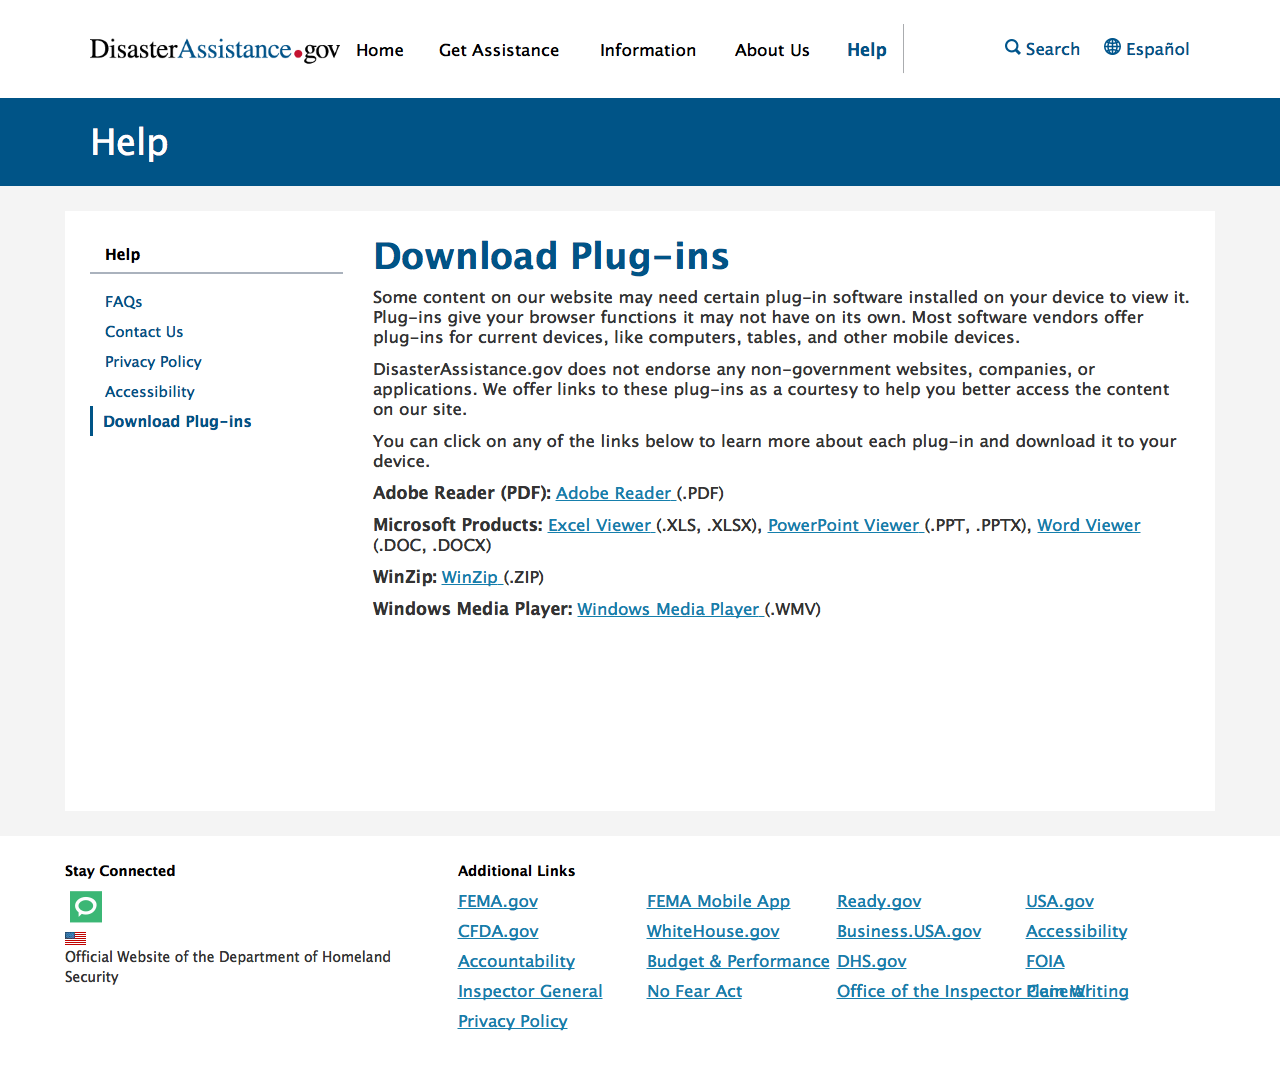 DisasterAssistance.gov Home Get Assistance Information About Us Help Search Español
Help
Help
FAQs
Contact Us
Privacy Policy
Accessibility
Download Plug-ins
Download Plug-ins
Some content on our website may need certain plug-in software installed on your device to view it.
Plug-ins give your browser functions it may not have on its own. Most software vendors offer
plug-ins for current devices, like computers, tables, and other mobile devices.
DisasterAssistance.gov does not endorse any non-government websites, companies, or
applications. We offer links to these plug-ins as a courtesy to help you better access the content
on our site.
You can click on any of the links below to learn more about each plug-in and download it to your
device.
Adobe Reader (PDF): Adobe Reader (.PDF)
Microsoft Products: Excel Viewer (.XLS, .XLSX), PowerPoint Viewer (.PPT, .PPTX), Word Viewer
(.DOC, .DOCX)
WinZip: WinZip (.ZIP)
Windows Media Player: Windows Media Player (.WMV)
Stay Connected
Official Website of the Department of Homeland
Security
Additional Links
FEMA.gov FEMA Mobile App Ready.gov USA.gov
CFDA.gov WhiteHouse.gov Business.USA.gov Accessibility
Accountability Budget & Performance DHS.gov FOIA
Inspector General No Fear Act Office of the Inspector General Plain Writing
Privacy Policy